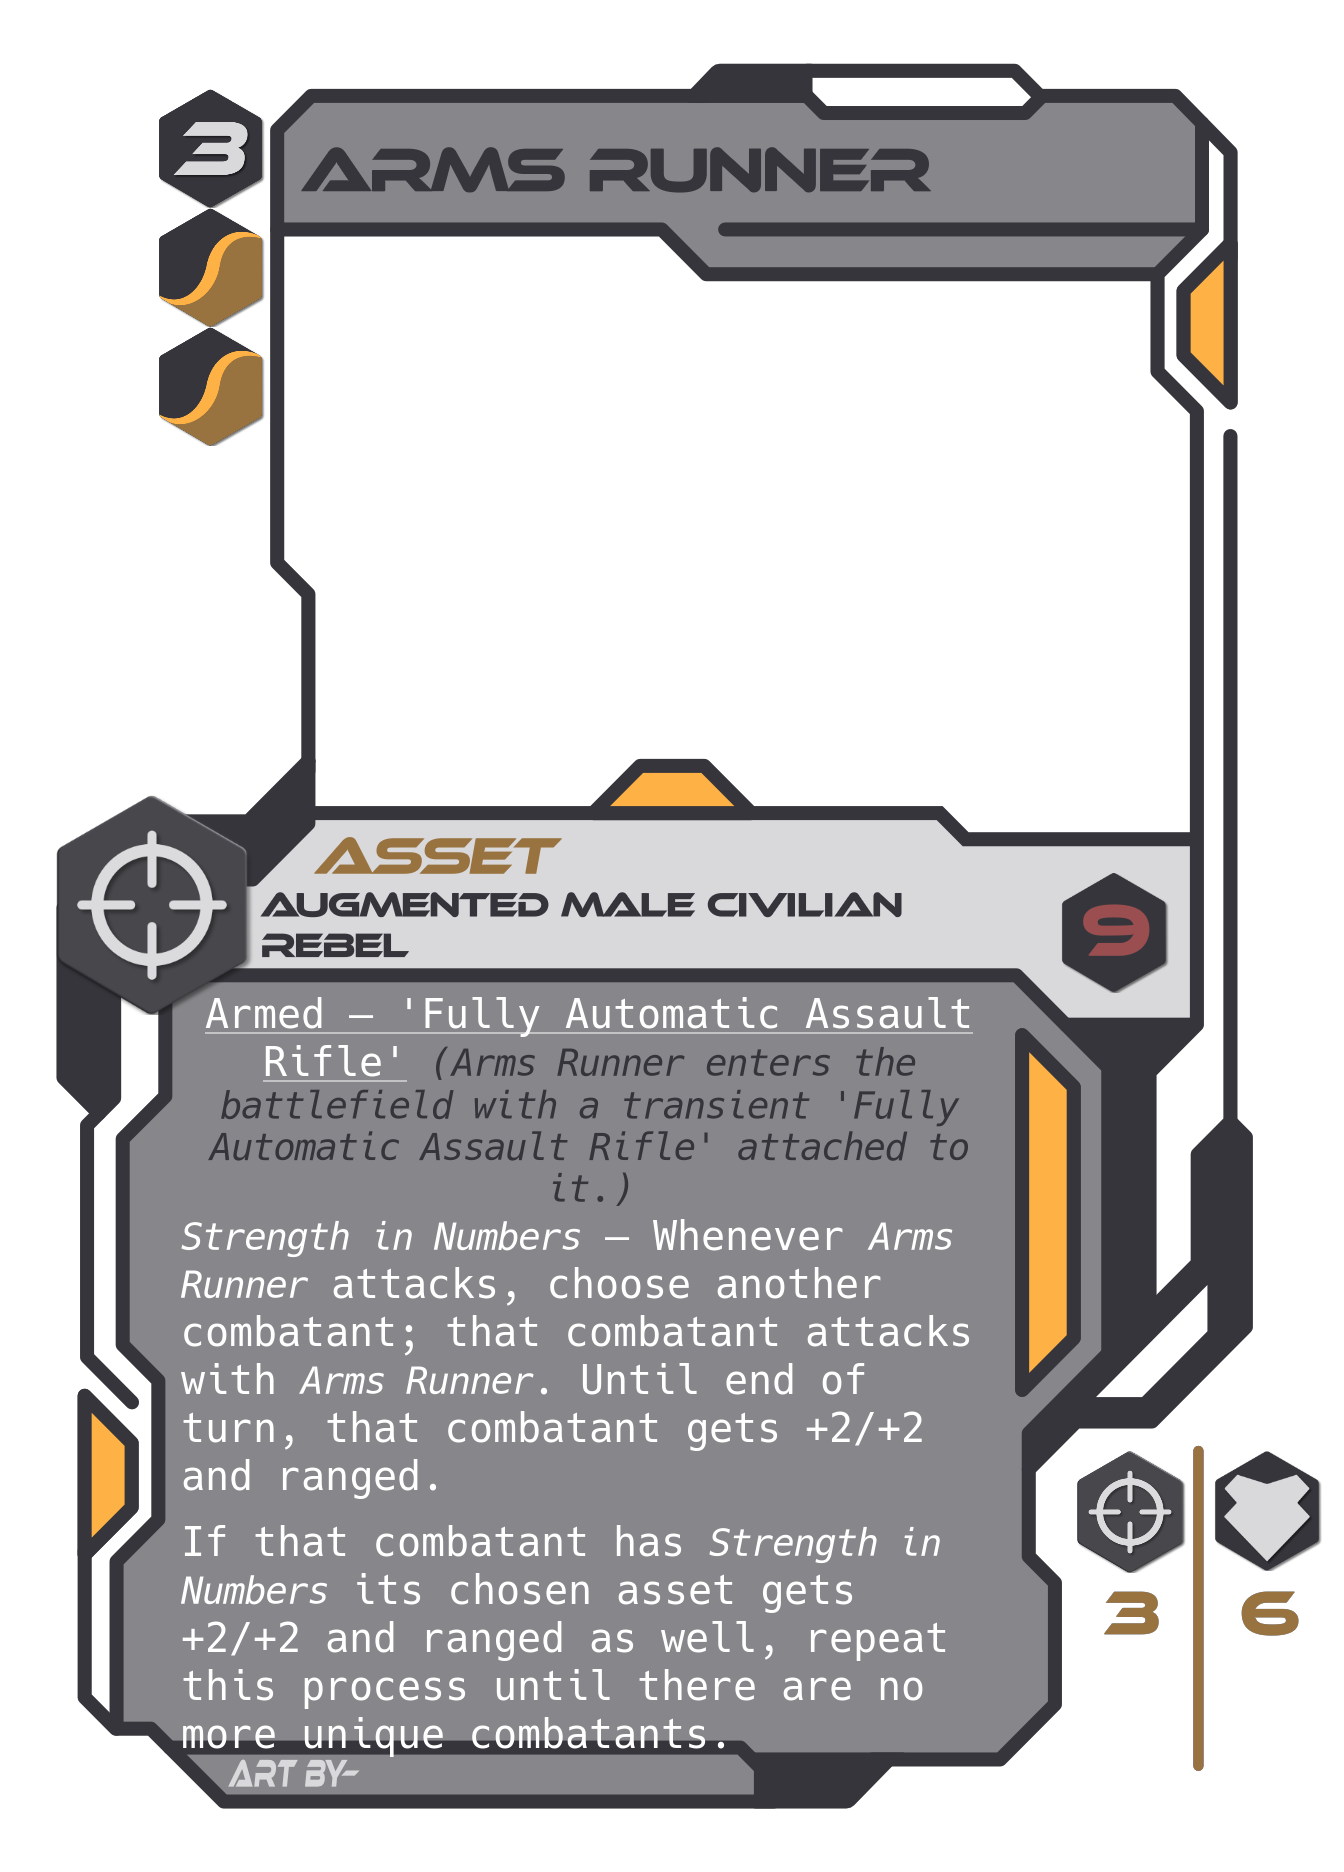 3
ARMS RUNNER
ASSET
AUGMENTED MALE CIVILIAN
REBEL
9
Armed – 'Fully Automatic Assault
Rifle' (Arms Runner enters the
battlefield with a transient 'Fully
Automatic Assault Rifle' attached to
it.)
Strength in Numbers – Whenever Arms
Runner attacks, choose another
combatant; that combatant attacks
with Arms Runner. Until end of
turn, that combatant gets +2/+2
and ranged.
If that combatant has Strength in
Numbers its chosen asset gets
+2/+2 and ranged as well, repeat
this process until there are no
more unique combatants.
3 6
ART BY-